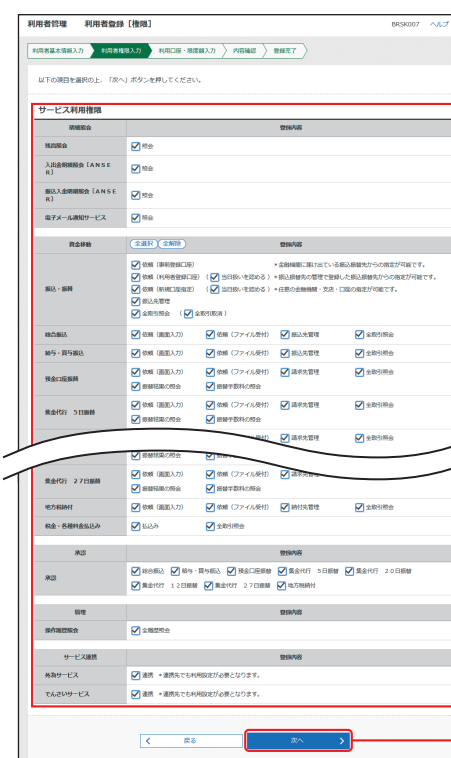 利用者管理　利用者登録［権限］　BRSK007　ヘルプ
利用者基本情報入力　利用者権限入力　利用口座・限度額入力　内容確認　登録完了
以下の項目を選択の上、「次へ」ボタンを押してください。
サービス利用権限
明細照会　登録内容
残高照会　照会
入出金明細照会［ANSER］　照会
振込入金明細照会［ANSER］　照会
電子メール通知サービス　照会
資金移動　全選択　全解除　登録内容
依頼（事前登録口座）　*金融機関に届け出ている振込振替先からの指定が可能です。
依頼（利用者登録口座）（当日扱いを認める）*振込振替先の管理で登録した振込振替先からの指定が可能です。
振込・振替　依頼（新規口座指定）（当日扱いを認める）*任意の金融機関・支店・口座の指定が可能です。
振込先管理
全取引照会　（全取引取消）
総合振込　依頼（画面入力）　依頼（ファイル受付）　振込先管理　全取引照会
給与・賞与振込　依頼（画面入力）　依頼（ファイル受付）　振込先管理　全取引照会
預金口座振替　依頼（画面入力）　依頼（ファイル受付）　請求先管理　全取引照会
振替結果の照会　振替手数料の照会
集金代行　5日振替　依頼（画面入力）　依頼（ファイル受付）　請求先管理　全取引照会
振替結果の照会　振替手数料の照会
請求先管理　全取引照会
振替結果の照会
集金代行　27日振替　依頼（画面入力）　依頼（ファイル受付）　請求先管理
振替結果の照会　振替手数料の照会
地方税納付　依頼（画面入力）　依頼（ファイル受付）　納付先管理　全取引照会
税金・各種料金払込み　払込み　全取引照会
承認　登録内容
承認　総合振込　給与・賞与振込　預金口座振替　集金代行　5日振替　集金代行　20日振替
集金代行　12日振替　集金代行　27日振替　地方税納付
管理　登録内容
操作履歴照会　全履歴照会
サービス連携　登録内容
外為サービス　連携　*連携先でも利用設定が必要となります。
でんさいサービス　連携　*連携先でも利用設定が必要となります。
戻る　次へ